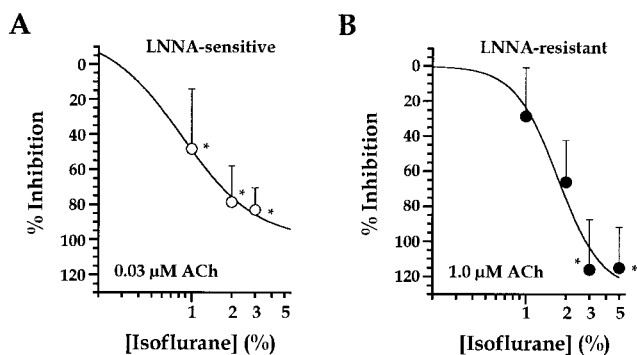 A
LNNA-sensitive
0
20
40
60
80
100
120
% Inhibition
0.03 µM ACh
*
*
*
1
2
3
5
[Isoflurane] (%)
B
LNNA-resistant
0
20
40
60
80
100
120
% Inhibition
1.0 µM ACh
*
*
1
2
3
5
[Isoflurane] (%)